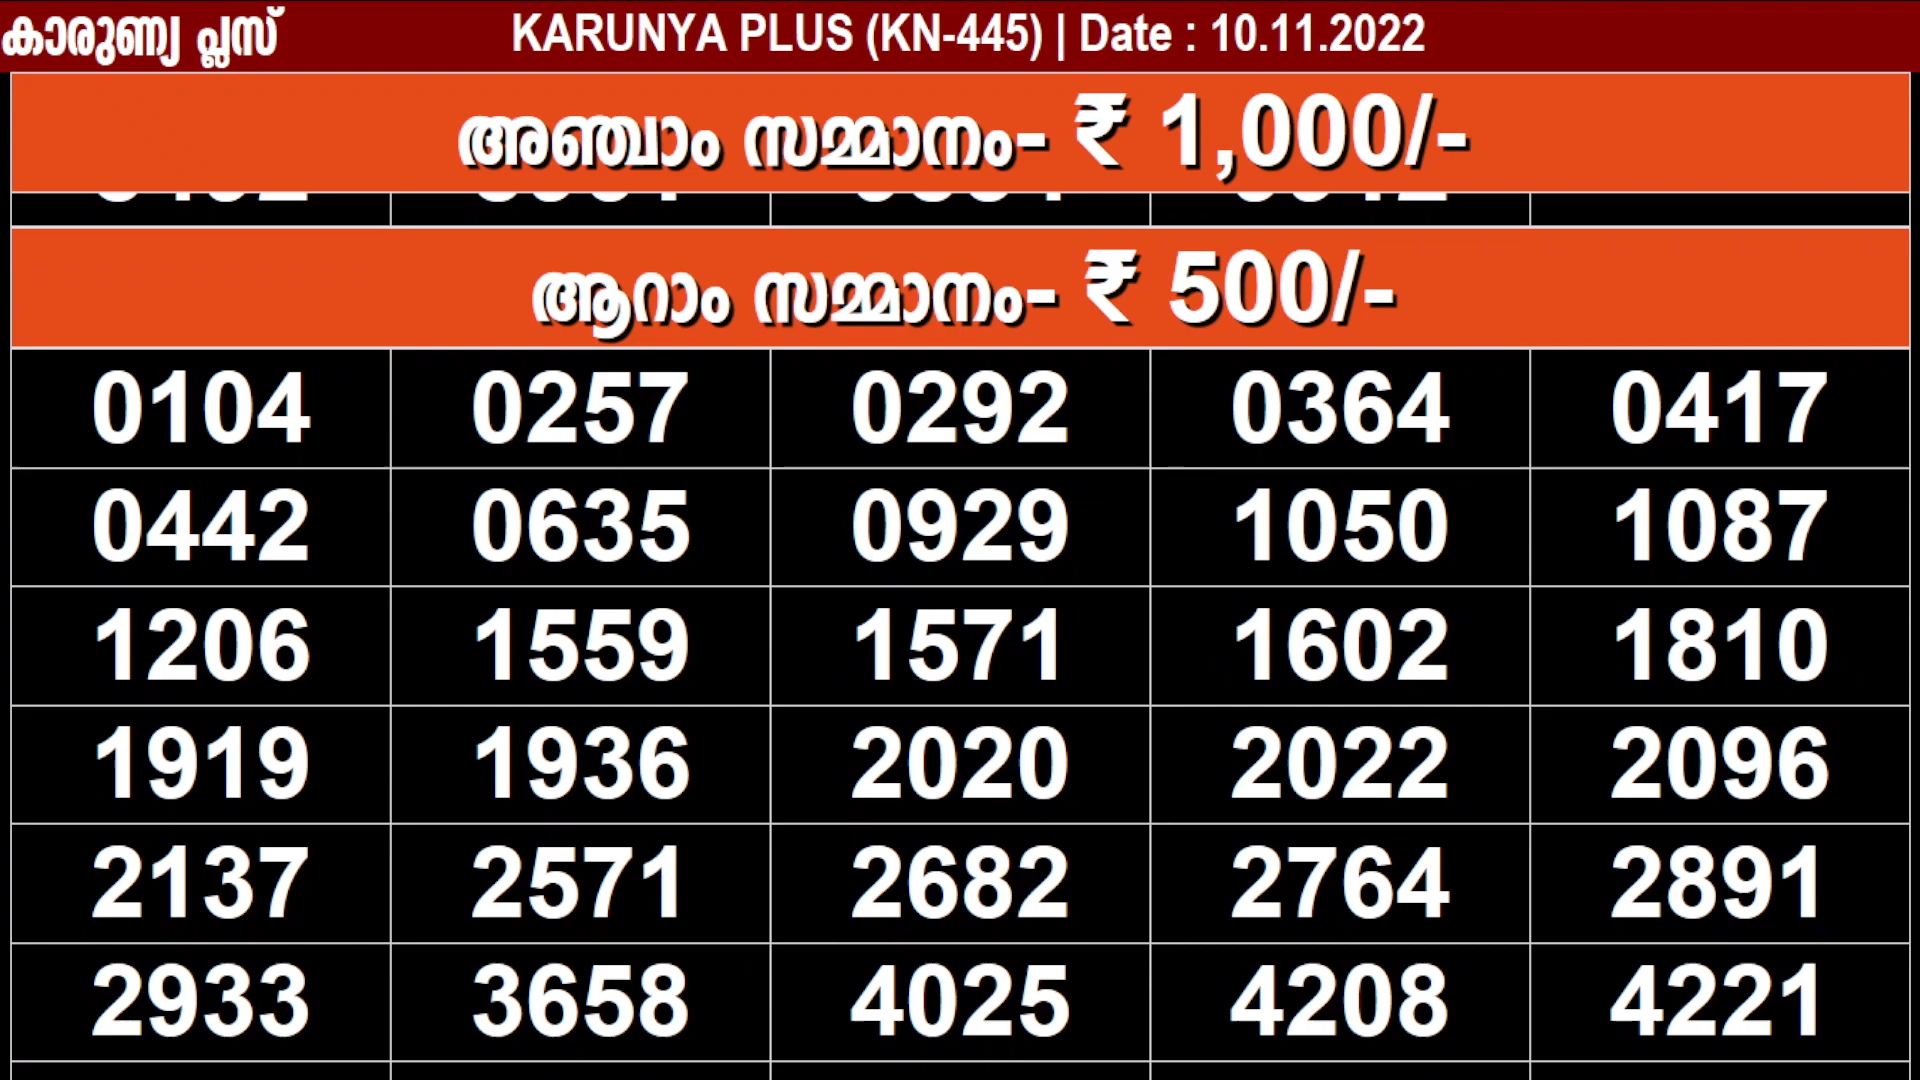 കാരുണ്യ പ്ലസ് KARUNYA PLUS (KN-445) | Date : 10.11.2022
അഞ്ചാം സമ്മാനം- ₹ 1,000/-
ആറാം സമ്മാനം- ₹ 500/-
0104 0257 0292 0364 0417
0442 0635 0929 1050 1087
1206 1559 1571 1602 1810
1919 1936 2020 2022 2096
2137 2571 2682 2764 2891
2933 3658 4025 4208 4221